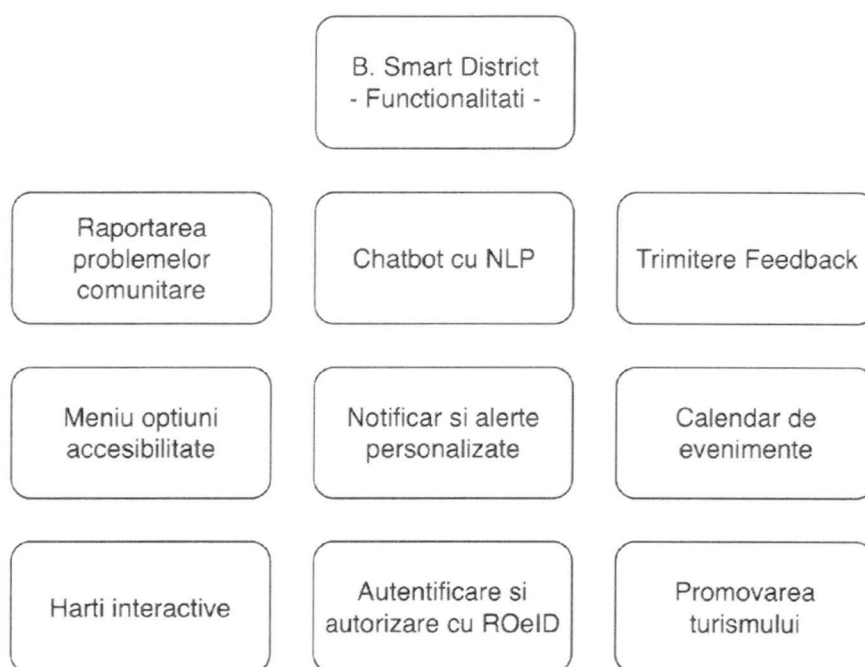 B. Smart District
- Functionalitati -
Raportarea
problemelor
comunitare
Chatbot cu NLP
Trimitere Feedback
Meniu optiuni
accesibilitate
Notificar si alerte
personalizate
Calendar de
evenimente
Harti interactive
Autentificare si
autorizare cu ROeID
Promovarea
turismului